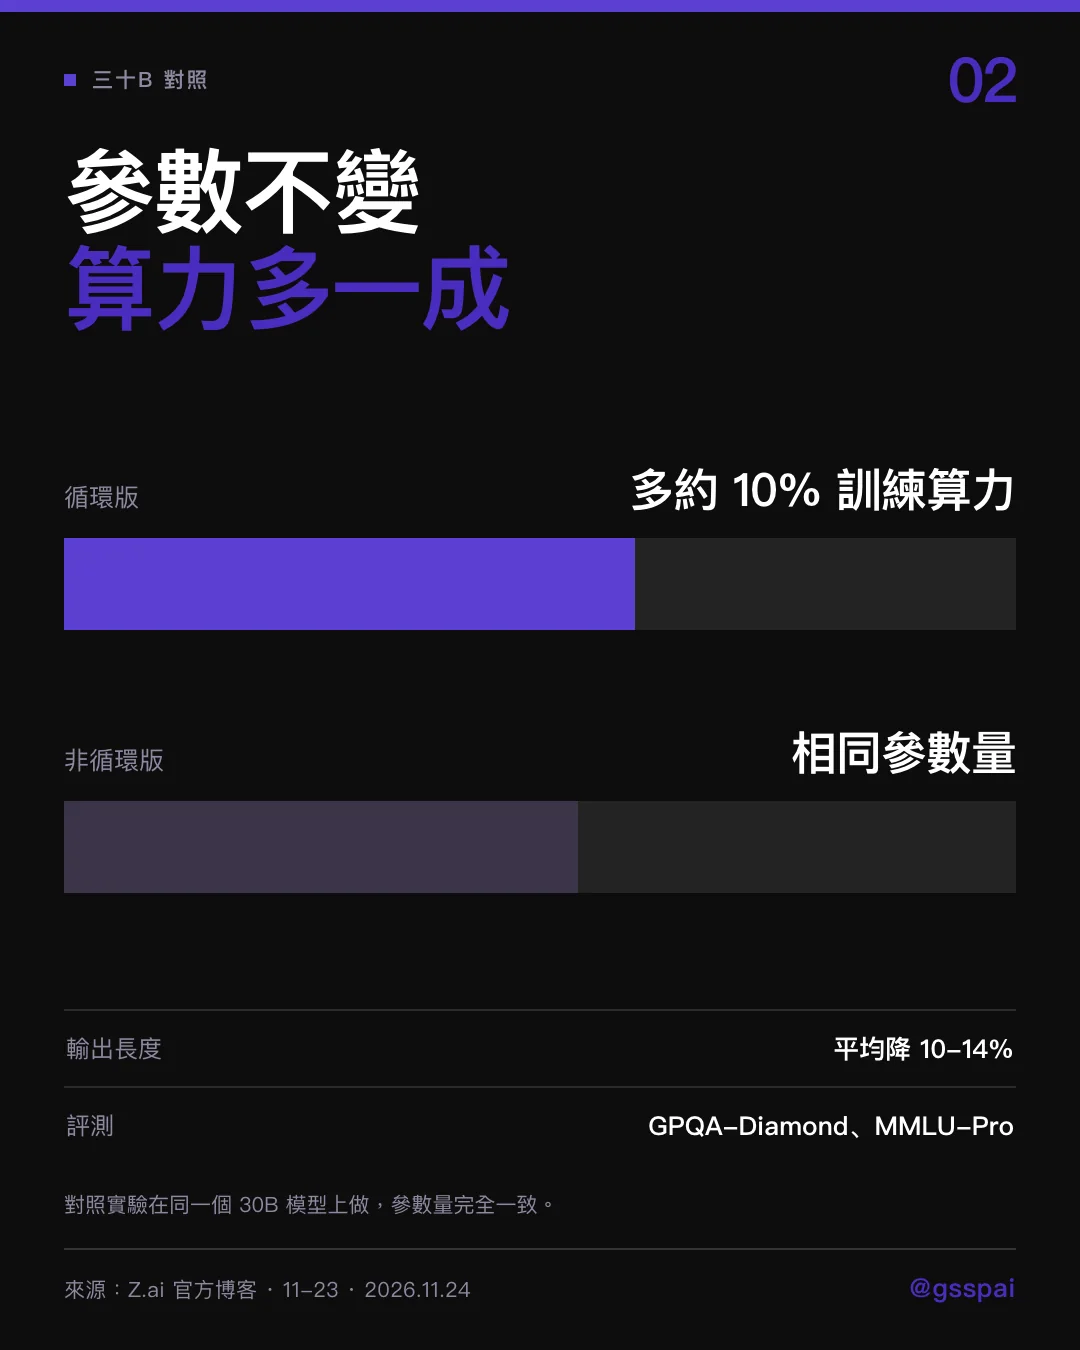 三十B 對照
02
參數不變
算力多一成
循環版
多約 10% 訓練算力
非循環版
相同參數量
輸出長度
平均降 10–14%
評測
GPQA–Diamond、MMLU–Pro
對照實驗在同一個 30B 模型上做，參數量完全一致。
來源：Z.ai 官方博客 · 11–23 · 2026.11.24
@gsspai